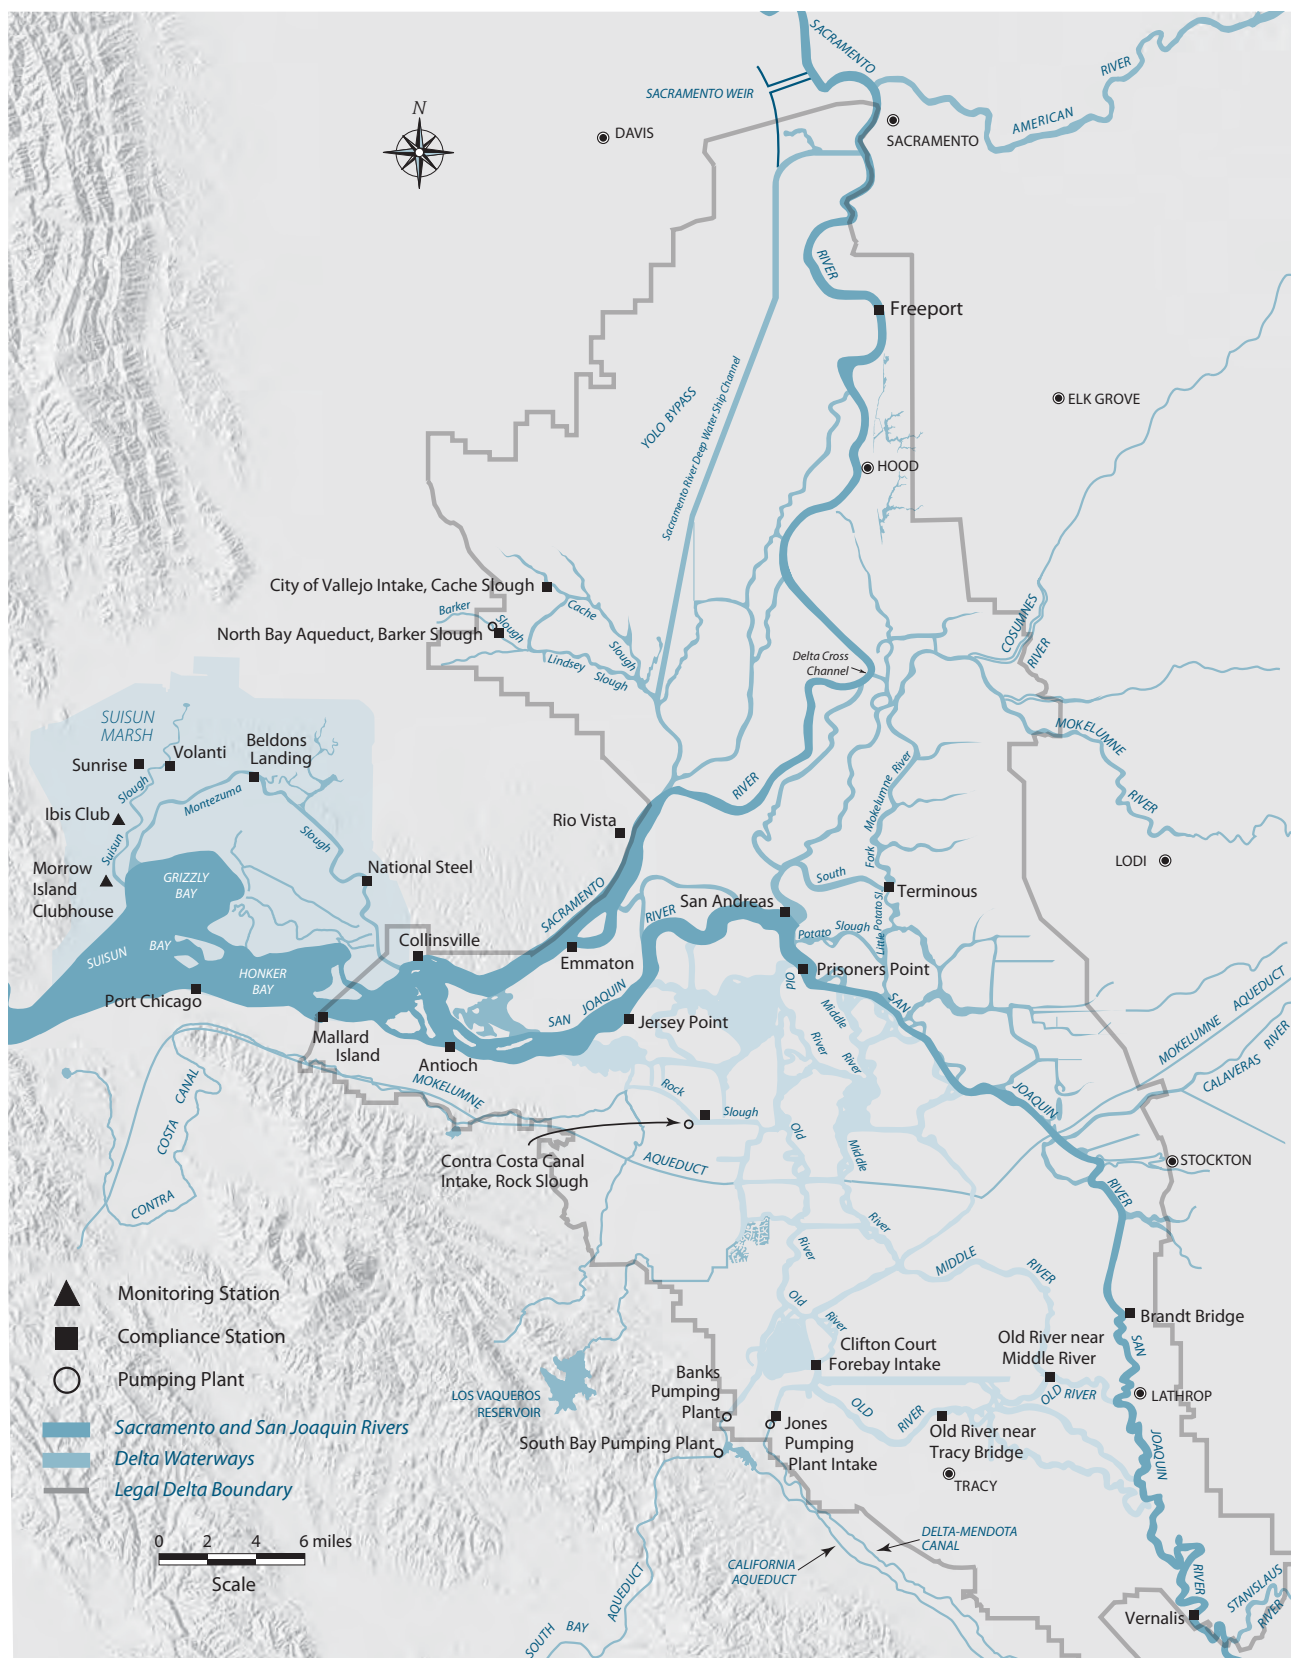 SACRAMENTO
RIVER
AMERICAN
SACRAMENTO WEIR
N
DAVIS
SACRAMENTO
RIVER
Freeport
YOLO BYPASS
Sacramento River Deep Water Ship Channel
ELK GROVE
HOOD
City of Vallejo Intake, Cache Slough
Cache
Slough
Barker
Slough
North Bay Aqueduct, Barker Slough
Lindsey
Slough
Delta Cross
Channel
COSUMNES
RIVER
SUISUN
MARSH
Volanti
Sunrise
Beldons
Landing
Slough
Montezuma
Slough
Ibis Club
Suisun
Morrow
Island
Clubhouse
GRIZZLY
BAY
National Steel
Rio Vista
RIVER
Mokelumne River
Fork
South
MOKELUMNE
RIVER
LODI
Terminous
San Andreas
Little Potato Sl.
Potato
Slough
SACRAMENTO
RIVER
Collinsville
Emmaton
SUISUN
BAY
HONKER
BAY
Port Chicago
Prisoners Point
Old
Middle
River
River
SAN
SAN
JOAQUIN
Jersey Point
Mallard
Island
Antioch
MOKELUMNE
AQUEDUCT
CALAVERAS
RIVER
JOAQUIN
MOKELUMNE
AQUEDUCT
CONTRA
COSTA
CANAL
Rock
Slough
Contra Costa Canal
Intake, Rock Slough
Old
Middle
River
River
STOCKTON
RIVER
MIDDLE
RIVER
Old
River
Monitoring Station
Compliance Station
Pumping Plant
Sacramento and San Joaquin Rivers
Delta Waterways
Legal Delta Boundary
0 2 4 6 miles
Scale
Clifton Court
Forebay Intake
Old River near
Middle River
Brandt Bridge
SAN
JOAQUIN
RIVER
LATHROP
Banks
Pumping
Plant
LOS VAQUEROS
RESERVOIR
South Bay Pumping Plant
Jones
Pumping
Plant Intake
OLD
RIVER
OLD
RIVER
Old River near
Tracy Bridge
TRACY
DELTA-MENDOTA
CANAL
CALIFORNIA
AQUEDUCT
SOUTH
BAY
AQUEDUCT
Vernalis
STANISLAUS
RIVER